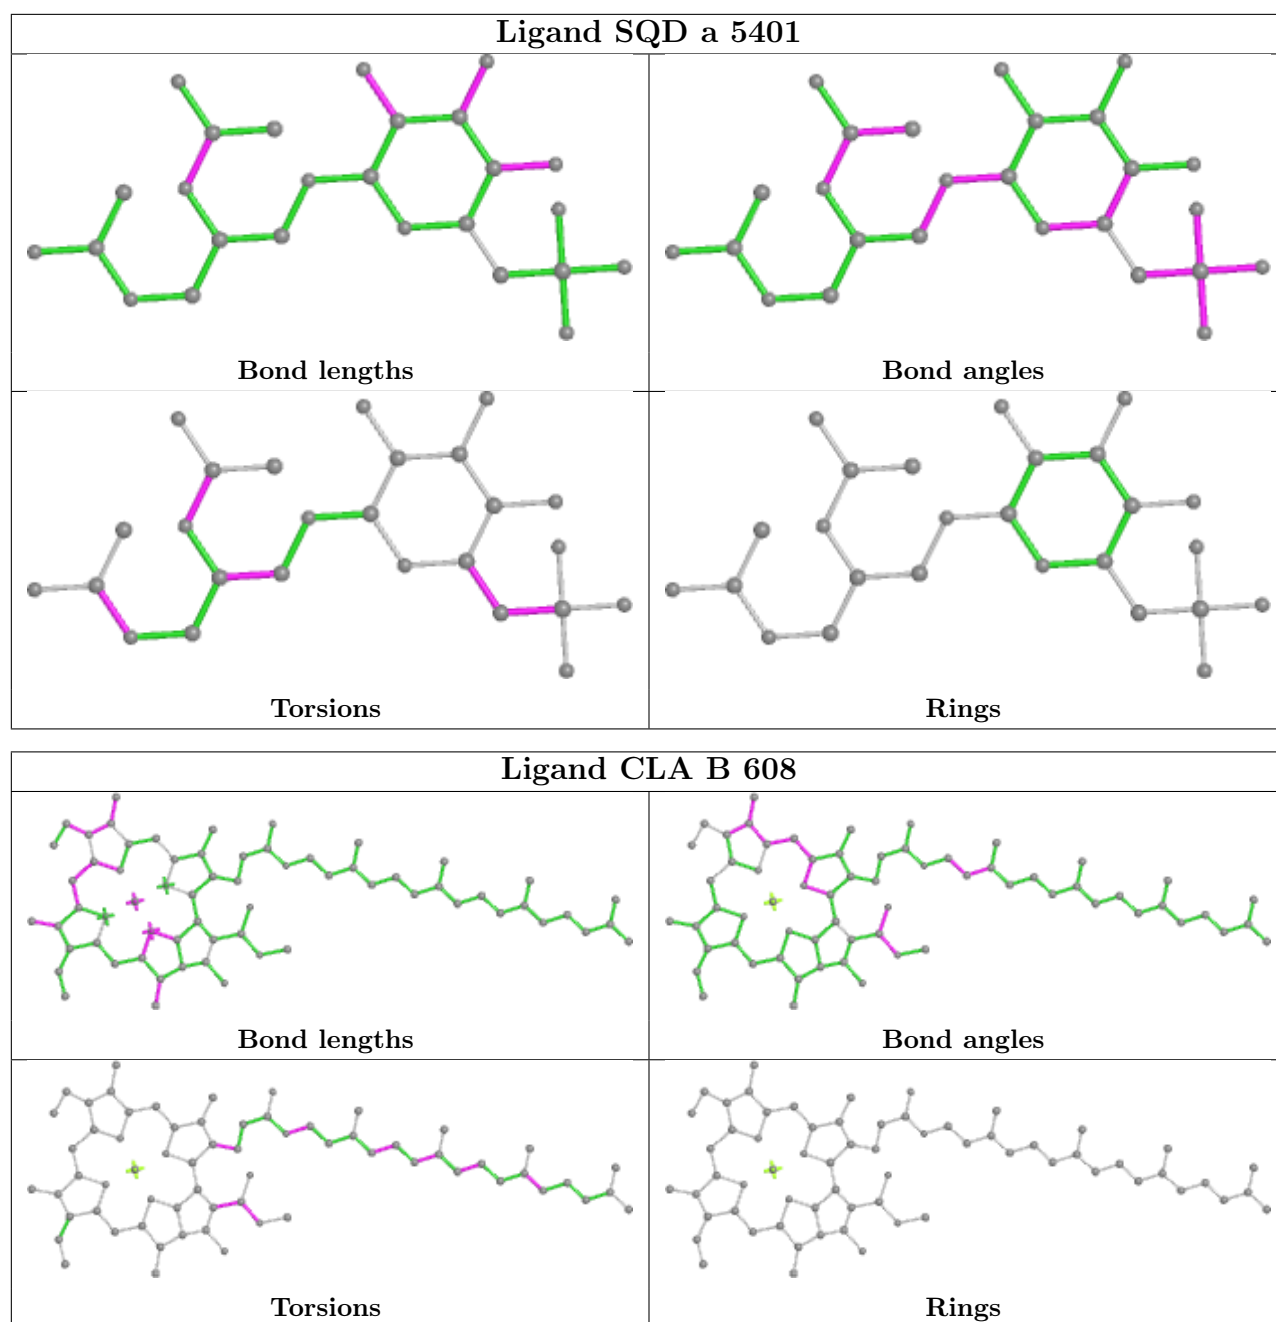 Ligand SQD a 5401
Bond lengths
Bond angles
Torsions
Rings
Ligand CLA B 608
Bond lengths
Bond angles
Torsions
Rings